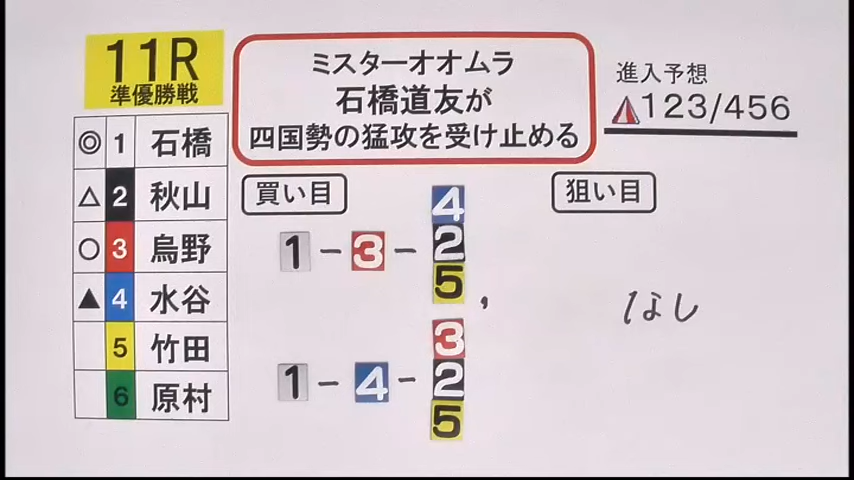 11R
準優勝戦
ミスターオオムラ
石橋道友が
四国勢の猛攻を受け止める
進入予想
123/456
◎ 1 石橋
△ 2 秋山
○ 3 烏野
▲ 4 水谷
5 竹田
6 原村
買い目
1-3-4
2
5,
1-4-3
2
5
狙い目
なし